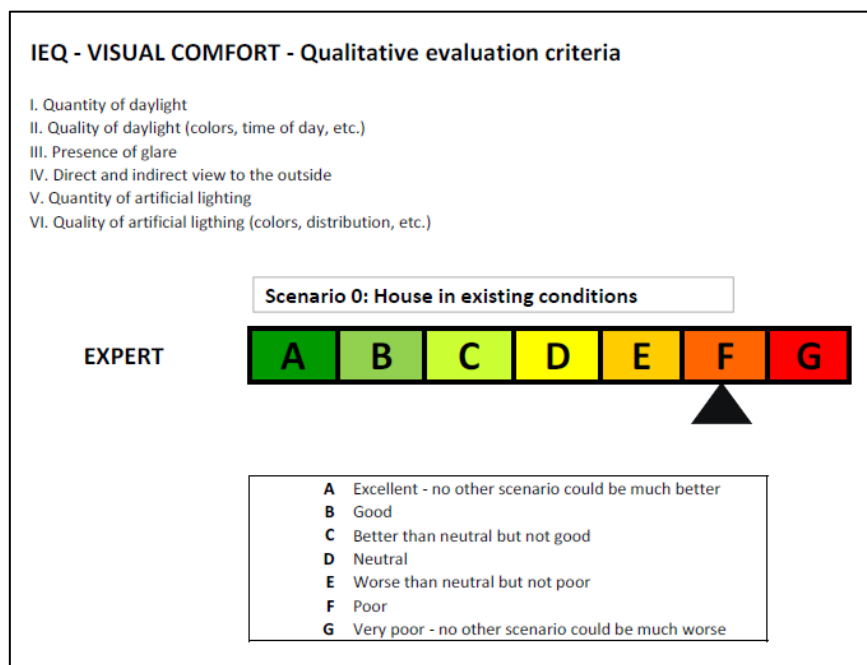 IEQ - VISUAL COMFORT - Qualitative evaluation criteria
I. Quantity of daylight
II. Quality of daylight (colors, time of day, etc.)
III. Presence of glare
IV. Direct and indirect view to the outside
V. Quantity of artificial lighting
VI. Quality of artificial ligthing (colors, distribution, etc.)
Scenario 0: House in existing conditions
EXPERT A B C D E F G
A Excellent - no other scenario could be much better
B Good
C Better than neutral but not good
D Neutral
E Worse than neutral but not poor
F Poor
G Very poor - no other scenario could be much worse